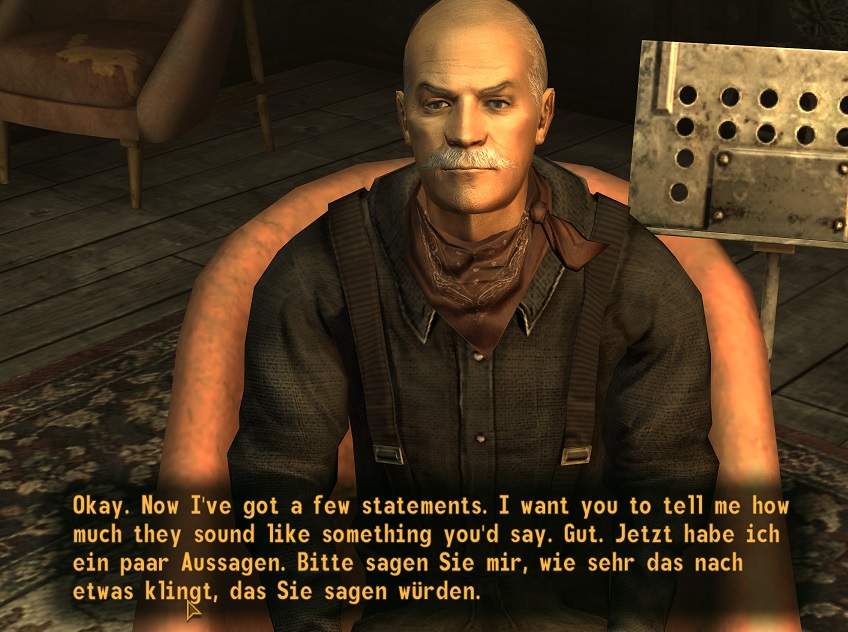 Okay. Now I've got a few statements. I want you to tell me how
much they sound like something you'd say. Gut. Jetzt habe ich
ein paar Aussagen. Bitte sagen Sie mir, wie sehr das nach
etwas klingt, das Sie sagen würden.